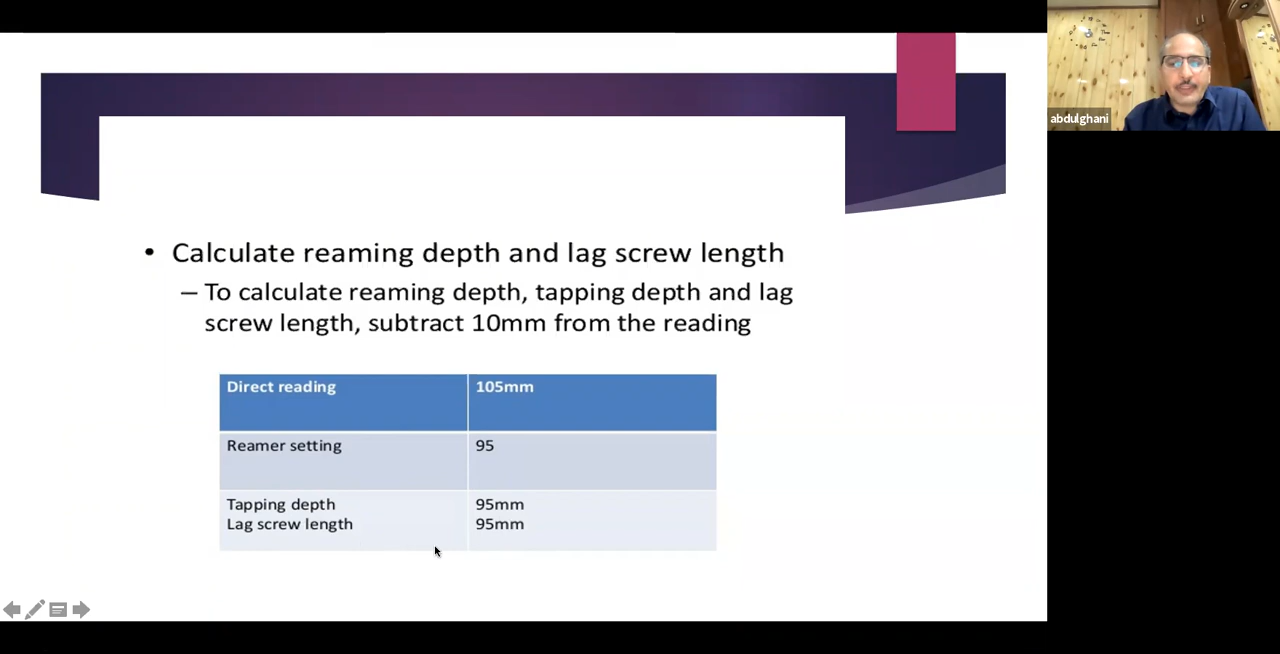 • Calculate reaming depth and lag screw length
– To calculate reaming depth, tapping depth and lag
screw length, subtract 10mm from the reading
Direct reading 105mm
Reamer setting 95
Tapping depth 95mm
Lag screw length 95mm
abdulghani